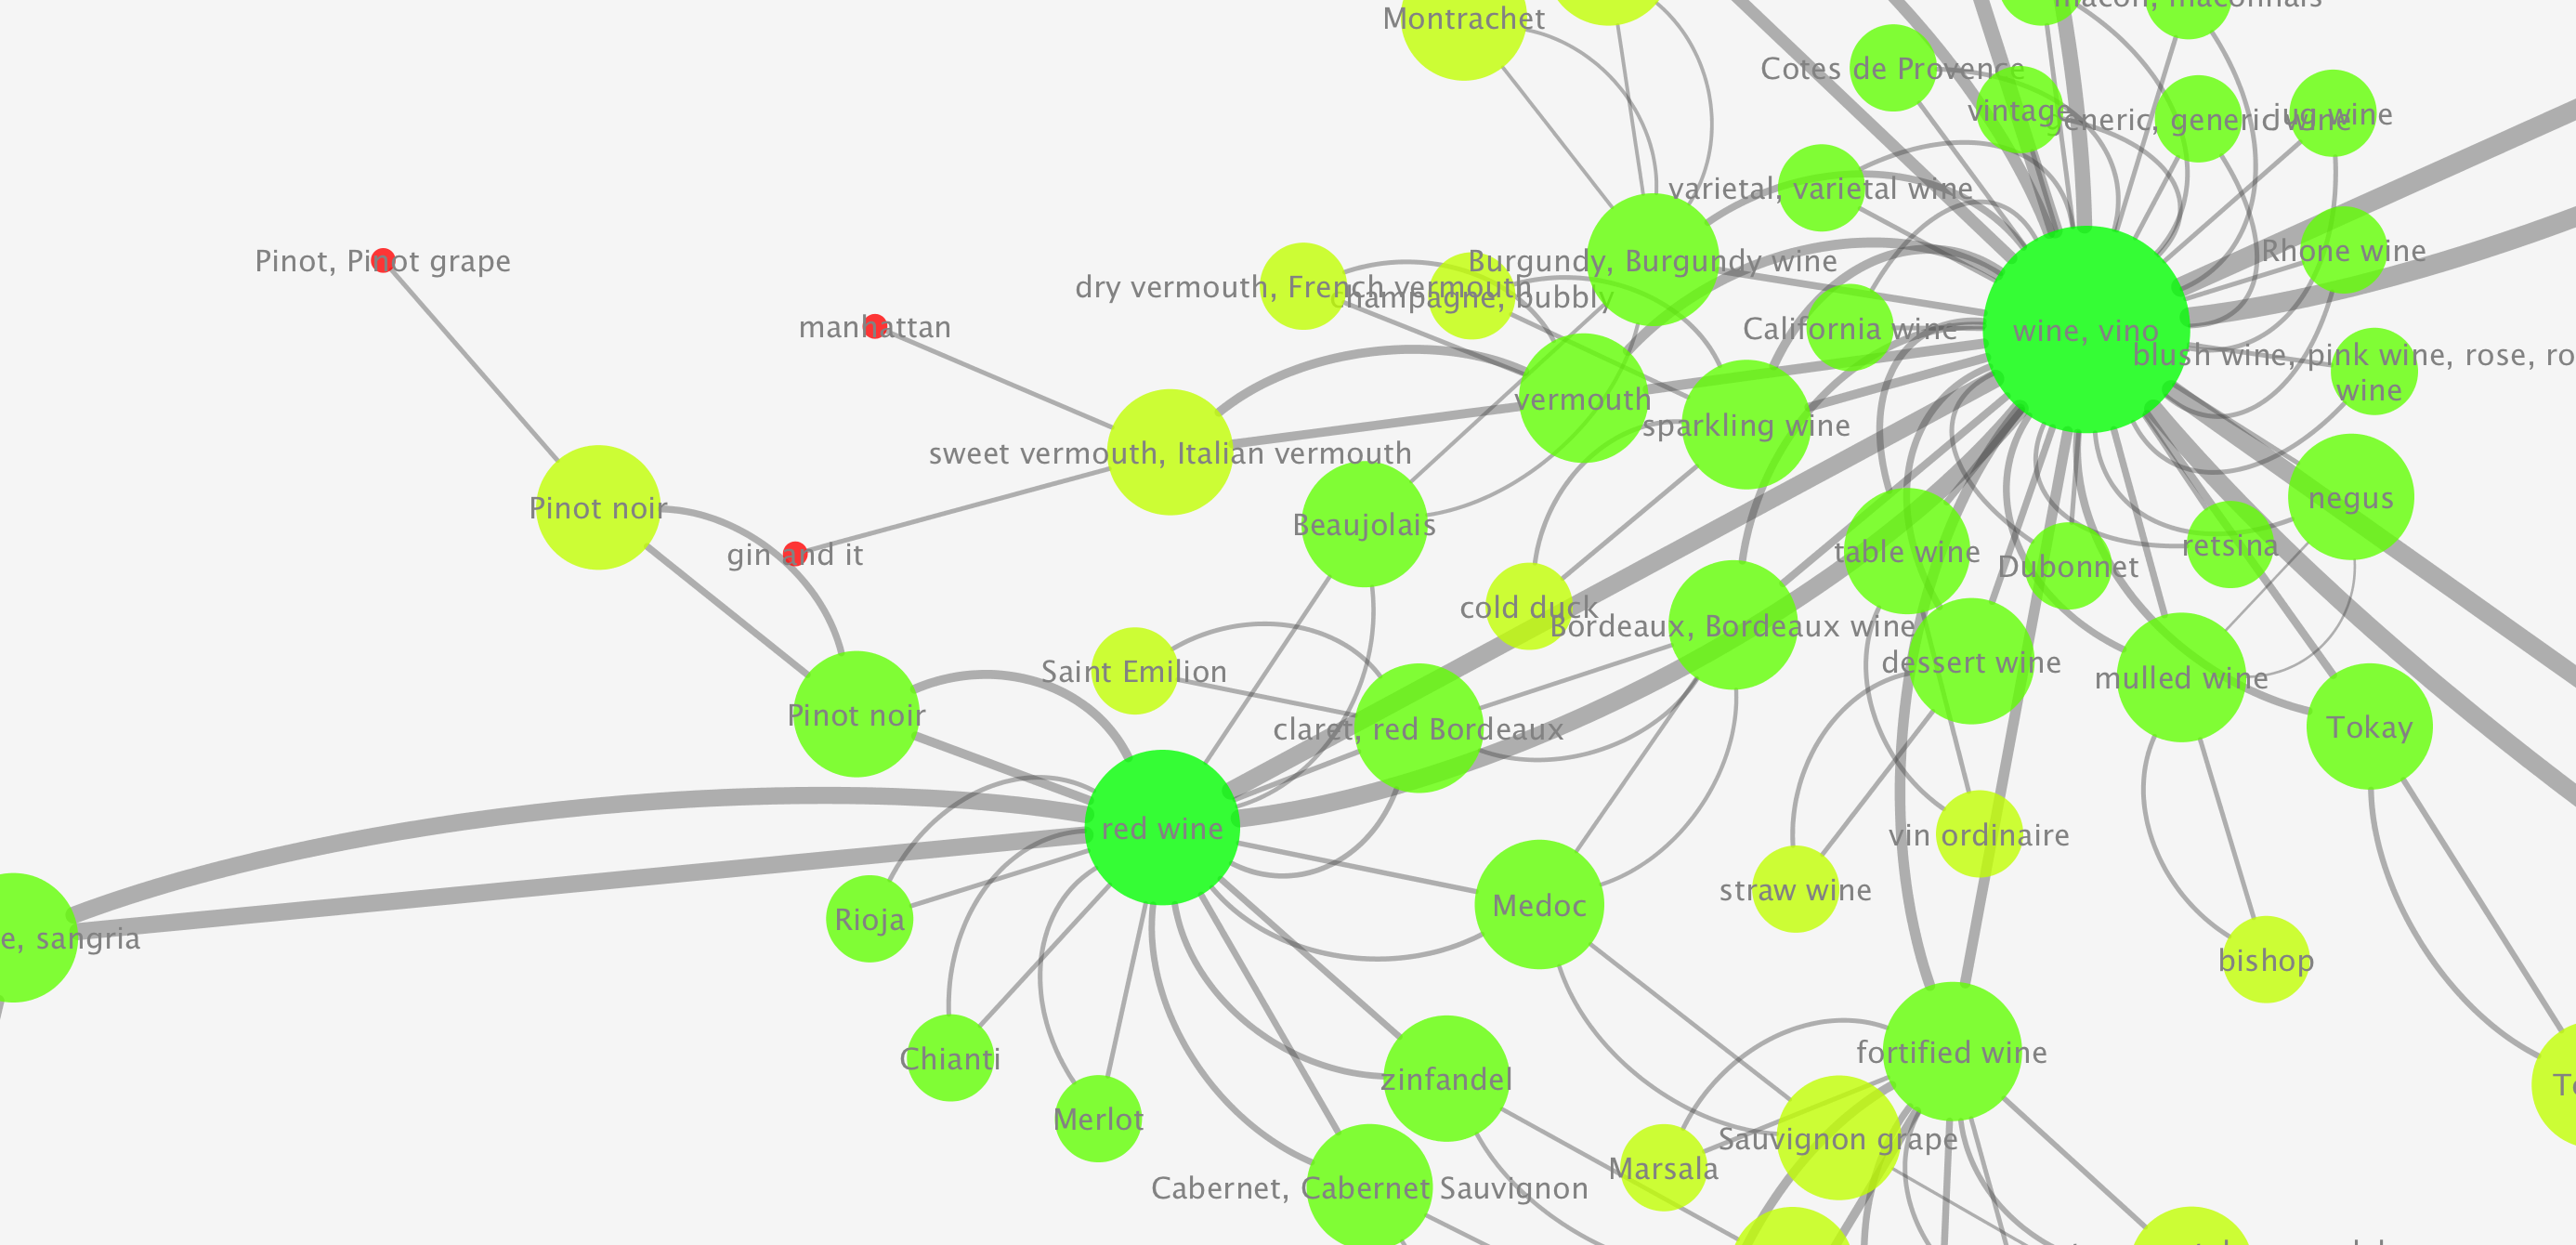 Montrachet
macon, maconnais
Cotes de Provence
vintage
generic, generic wine
jug wine
varietal, varietal wine
Pinot, Pinot grape
Burgundy, Burgundy wine
Rhone wine
dry vermouth, French vermouth
champagne, bubbly
manhattan
California wine
wine, vino
blush wine, pink wine, rose, ro
wine
vermouth
sparkling wine
sweet vermouth, Italian vermouth
Pinot noir
negus
Beaujolais
gin and it
table wine
Dubonnet
retsina
cold duck
Bordeaux, Bordeaux wine
Saint Emilion
dessert wine
mulled wine
Pinot noir
claret, red Bordeaux
Tokay
red wine
vin ordinaire
straw wine
Medoc
Rioja
e, sangria
bishop
Chianti
fortified wine
zinfandel
Merlot
Sauvignon grape
Marsala
Cabernet, Cabernet Sauvignon